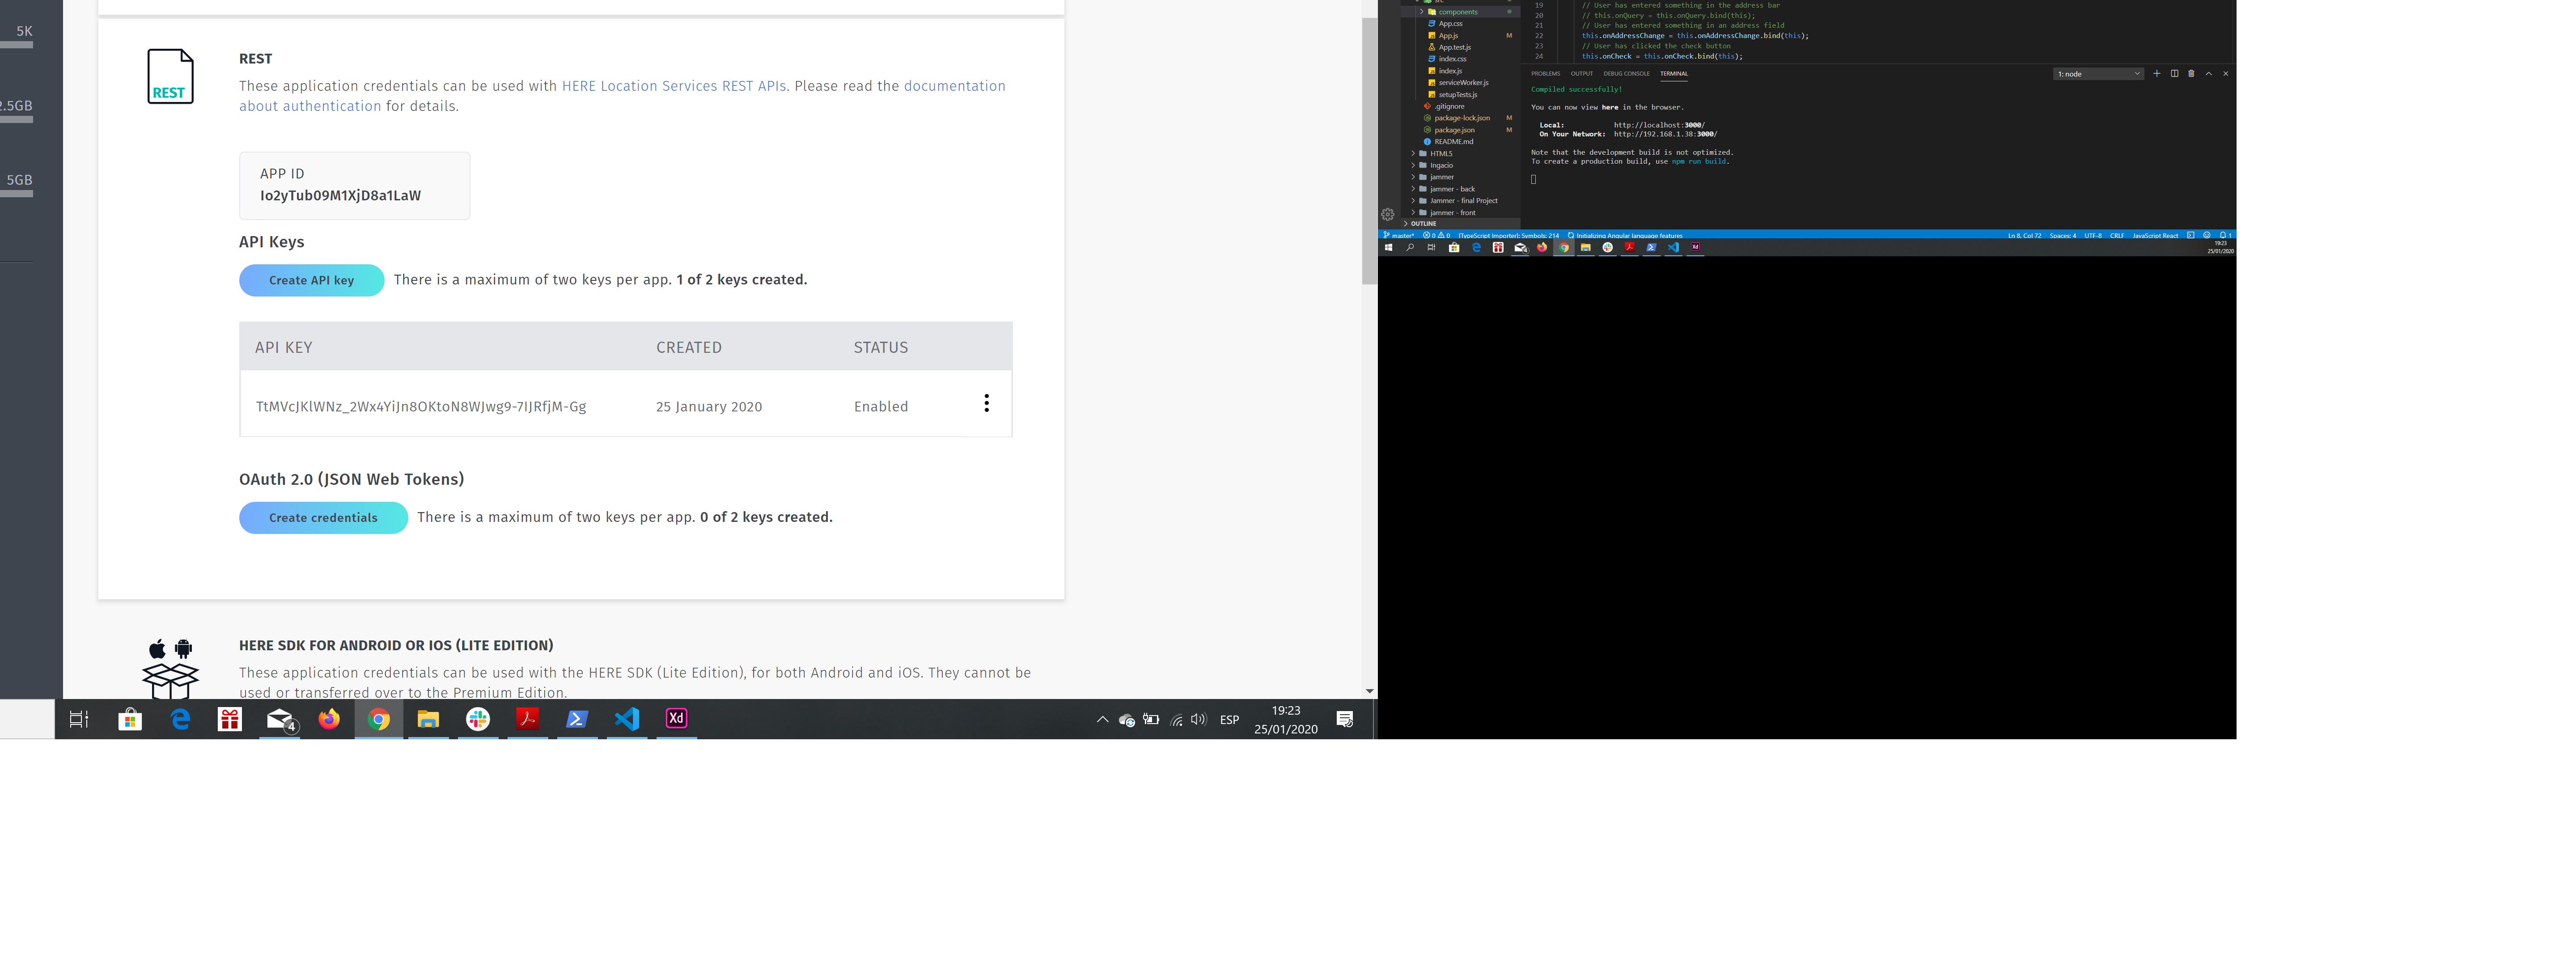 5K
2.5GB
5GB
REST
REST
These application credentials can be used with HERE Location Services REST APIs. Please read the documentation
about authentication for details.
APP ID
Io2yTub09M1XjD8a1LaW
API Keys
Create API key There is a maximum of two keys per app. 1 of 2 keys created.
API KEY CREATED STATUS
TtMVcJKlWNz_2Wx4YiJn8OKtoN8WJwg9-7IJRfjM-Gg 25 January 2020 Enabled
OAuth 2.0 (JSON Web Tokens)
Create credentials There is a maximum of two keys per app. 0 of 2 keys created.
HERE SDK FOR ANDROID OR IOS (LITE EDITION)
These application credentials can be used with the HERE SDK (Lite Edition), for both Android and iOS. They cannot be
used or transferred over to the Premium Edition.
4
Xd
ESP
19:23
25/01/2020
src
components
App.css
App.js M
App.test.js
index.css
index.js
serviceWorker.js
setupTests.js
.gitignore
package-lock.json M
package.json M
README.md
HTML5
Ingacio
jammer
jammer - back
Jammer - final Project
jammer - front
OUTLINE
19 // User has entered something in the address bar
20 // this.onQuery = this.onQuery.bind(this);
21 // User has entered something in an address field
22 this.onAddressChange = this.onAddressChange.bind(this);
23 // User has clicked the check button
24 this.onCheck = this.onCheck.bind(this);
PROBLEMS OUTPUT DEBUG CONSOLE TERMINAL 1: node
Compiled successfully!
You can now view here in the browser.
Local: http://localhost:3000/
On Your Network: http://192.168.1.38:3000/
Note that the development build is not optimized.
To create a production build, use npm run build.
master* 0 0 [TypeScript Importer]: Symbols: 214 Initializing Angular language features Ln 8, Col 72 Spaces: 4 UTF-8 CRLF JavaScript React 1
19:23
25/01/2020